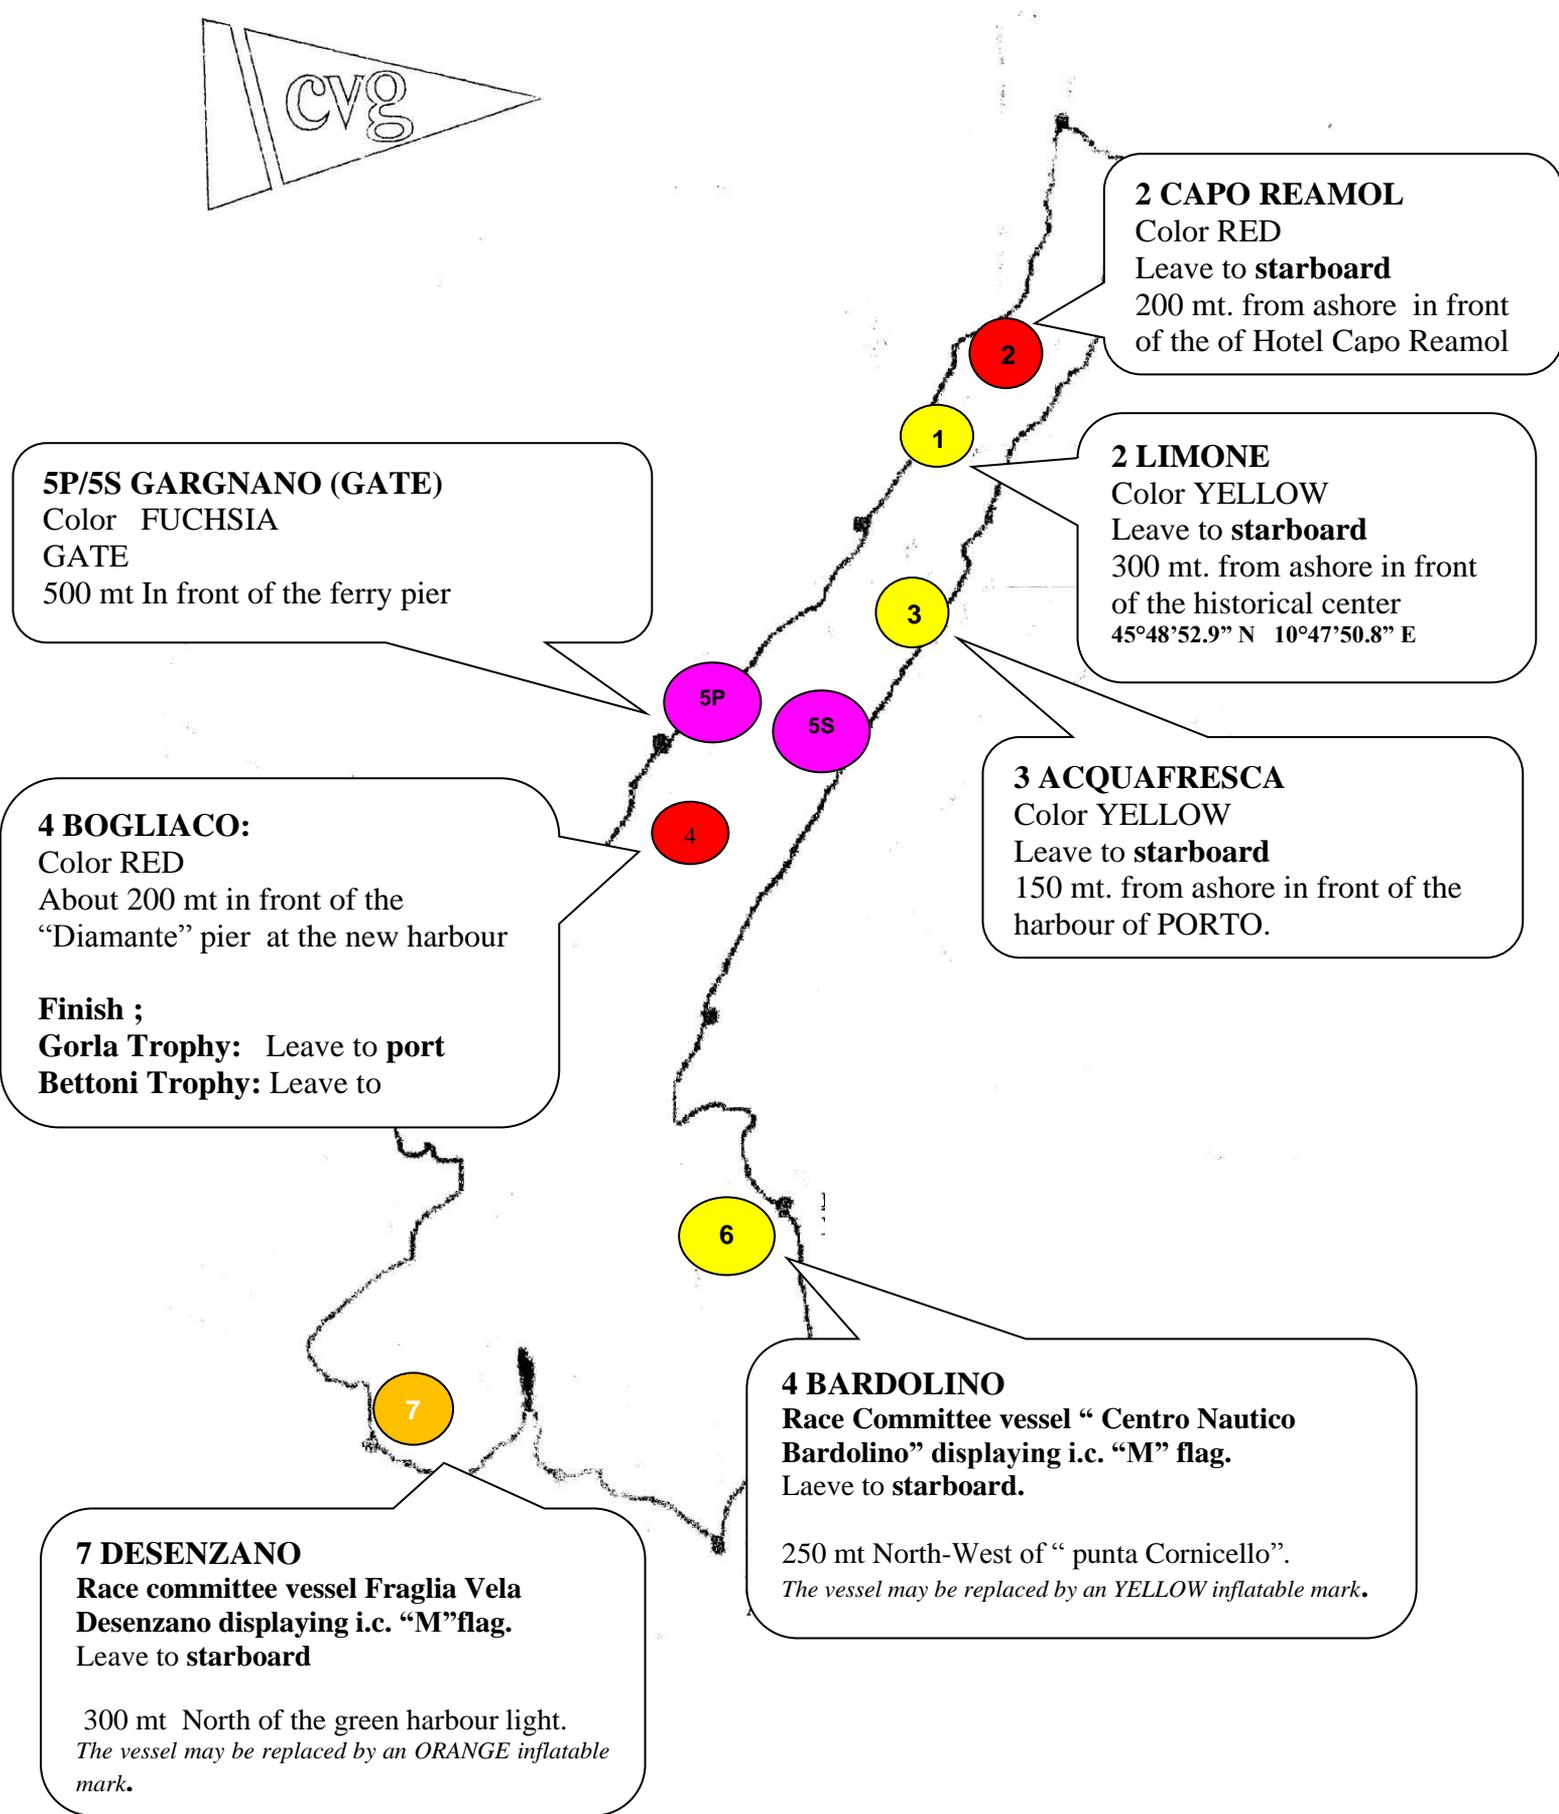 cvg
2 CAPO REAMOL
Color RED
Leave to starboard
200 mt. from ashore in front
of the of Hotel Capo Reamol
2
1
2 LIMONE
Color YELLOW
Leave to starboard
300 mt. from ashore in front
of the historical center
45°48’52.9” N 10°47’50.8” E
5P/5S GARGNANO (GATE)
Color FUCHSIA
GATE
500 mt In front of the ferry pier
3
5P
5S
3 ACQUAFRESCA
Color YELLOW
Leave to starboard
150 mt. from ashore in front of the
harbour of PORTO.
4 BOGLIACO:
Color RED
About 200 mt in front of the
“Diamante” pier at the new harbour
Finish ;
Gorla Trophy: Leave to port
Bettoni Trophy: Leave to
4
6
7
4 BARDOLINO
Race Committee vessel “ Centro Nautico
Bardolino” displaying i.c. “M” flag.
Laeve to starboard.
250 mt North-West of “ punta Cornicello”.
The vessel may be replaced by an YELLOW inflatable mark.
7 DESENZANO
Race committee vessel Fraglia Vela
Desenzano displaying i.c. “M”flag.
Leave to starboard
300 mt North of the green harbour light.
The vessel may be replaced by an ORANGE inflatable
mark.